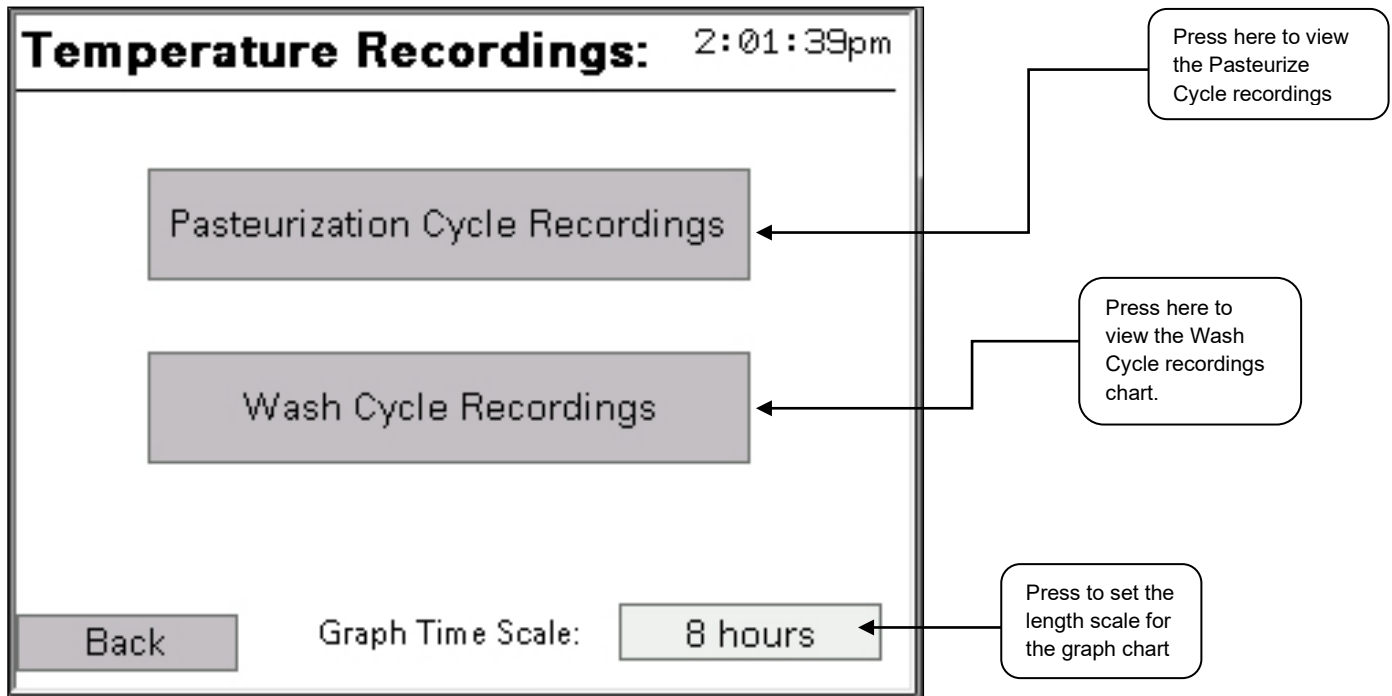 Temperature Recordings: 2:01:39pm
Press here to view
the Pasteurize
Cycle recordings
Pasteurization Cycle Recordings
Press here to
view the Wash
Cycle recordings
chart.
Wash Cycle Recordings
Press to set the
length scale for
the graph chart
Back
Graph Time Scale:
8 hours